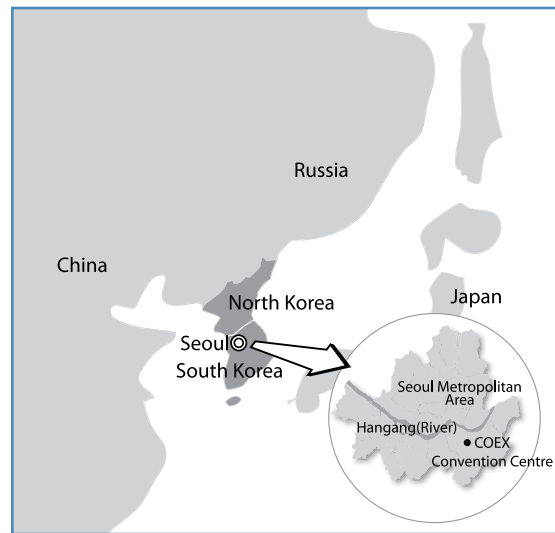 Russia
China
North Korea
Japan
Seoul
South Korea
Seoul Metropolitan
Area
Hangang(River)
COEX
Convention Centre